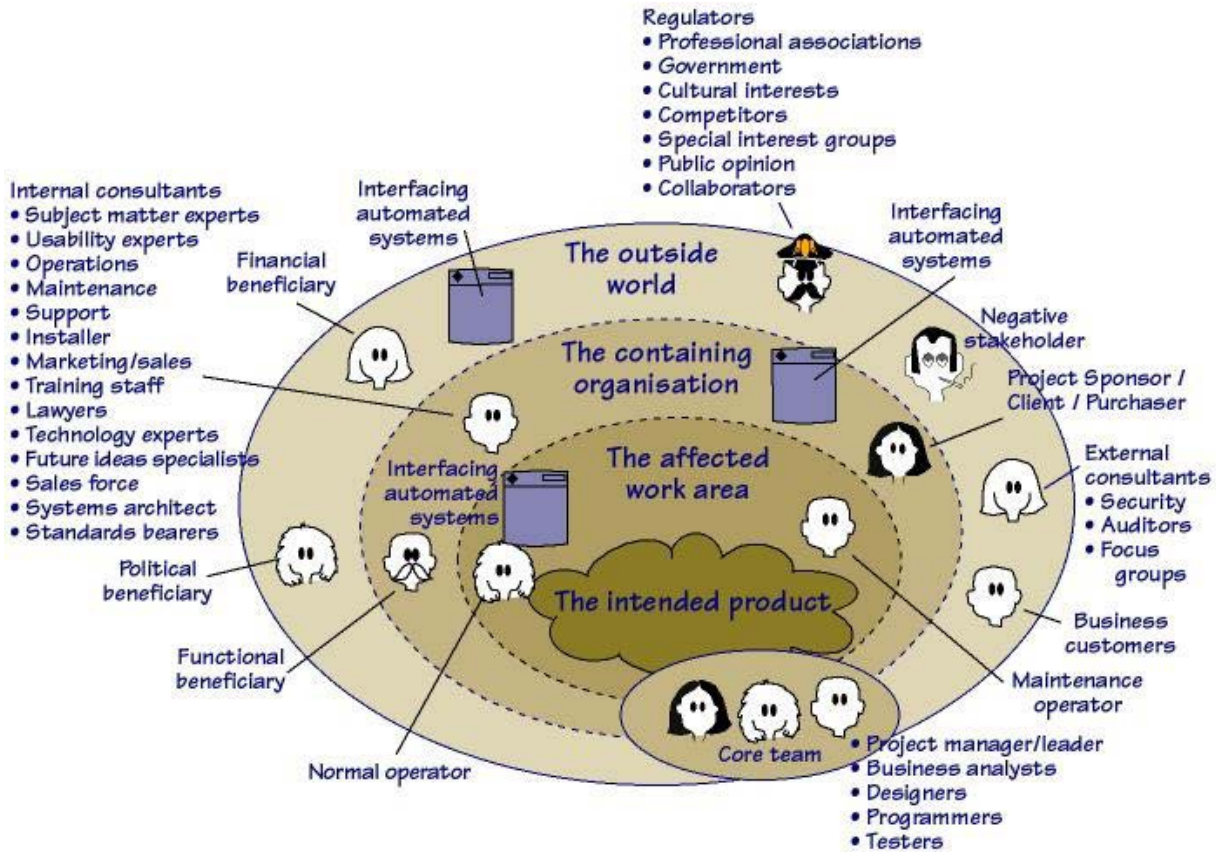 Regulators
• Professional associations
• Government
• Cultural interests
• Competitors
• Special interest groups
• Public opinion
• Collaborators
Internal consultants
• Subject matter experts
• Usability experts
• Operations
• Maintenance
• Support
• Installer
• Marketing/sales
• Training staff
• Lawyers
• Technology experts
• Future ideas specialists
• Sales force
• Systems architect
• Standards bearers
Interfacing
automated
systems
Financial
beneficiary
The outside
world
Interfacing
automated
systems
Negative
stakeholder
The containing
organisation
Project Sponsor /
Client / Purchaser
The affected
work area
Interfacing
automated
systems
External
consultants
• Security
• Auditors
• Focus
groups
Political
beneficiary
The intended product
Business
customers
Functional
beneficiary
Maintenance
operator
Normal operator
Core team
• Project manager/leader
• Business analysts
• Designers
• Programmers
• Testers